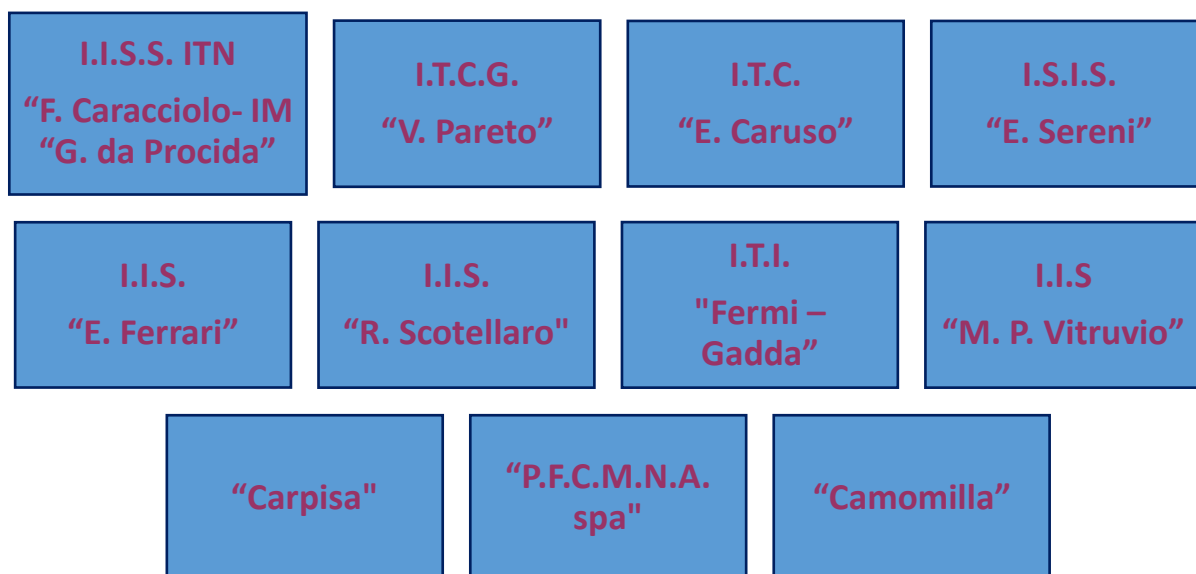 I.I.S.S. ITN
“F. Caracciolo- IM
“G. da Procida”
I.T.C.G.
“V. Pareto”
I.T.C.
“E. Caruso”
I.S.I.S.
“E. Sereni”
I.I.S.
“E. Ferrari”
I.I.S.
“R. Scotellaro"
I.T.I.
"Fermi –
Gadda”
I.I.S
“M. P. Vitruvio”
“Carpisa"
“P.F.C.M.N.A.
spa"
“Camomilla”